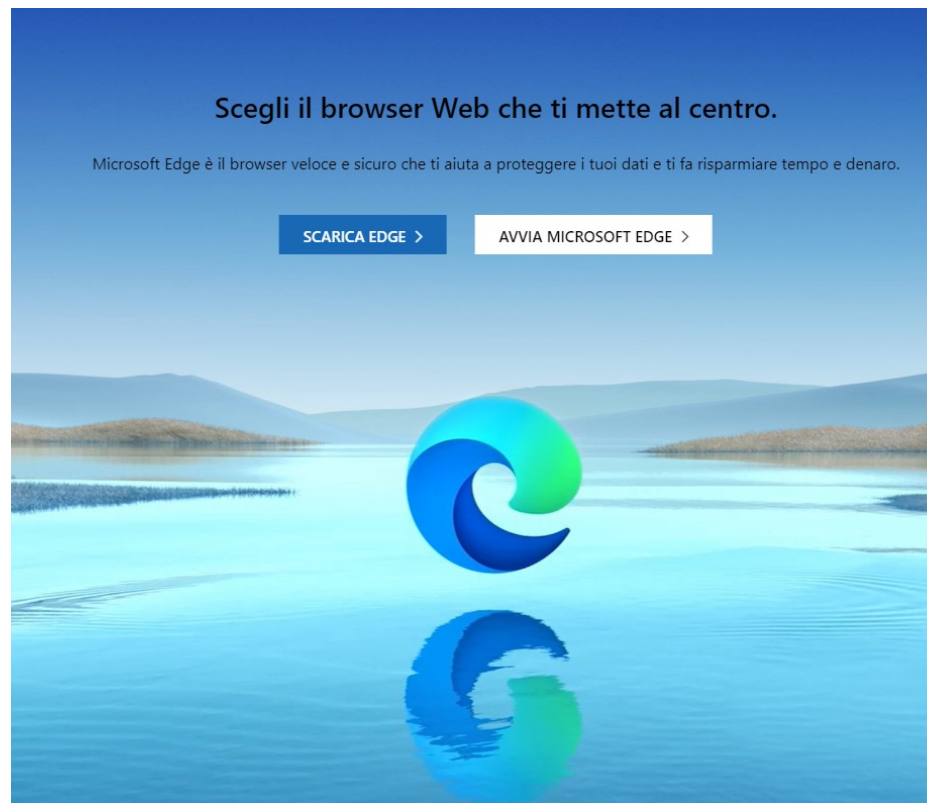 Scegli il browser Web che ti mette al centro.
Microsoft Edge è il browser veloce e sicuro che ti aiuta a proteggere i tuoi dati e ti fa risparmiare tempo e denaro.
SCARICA EDGE >
AVVIA MICROSOFT EDGE >